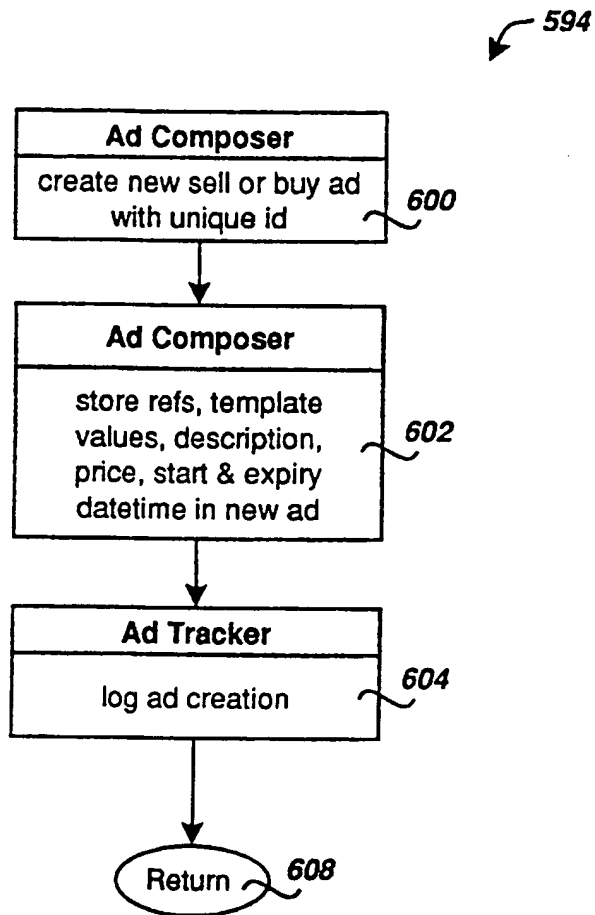 594
Ad Composer
create new sell or buy ad
with unique id
600
Ad Composer
store refs, template
values, description,
price, start & expiry
datetime in new ad
602
Ad Tracker
log ad creation
604
Return
608